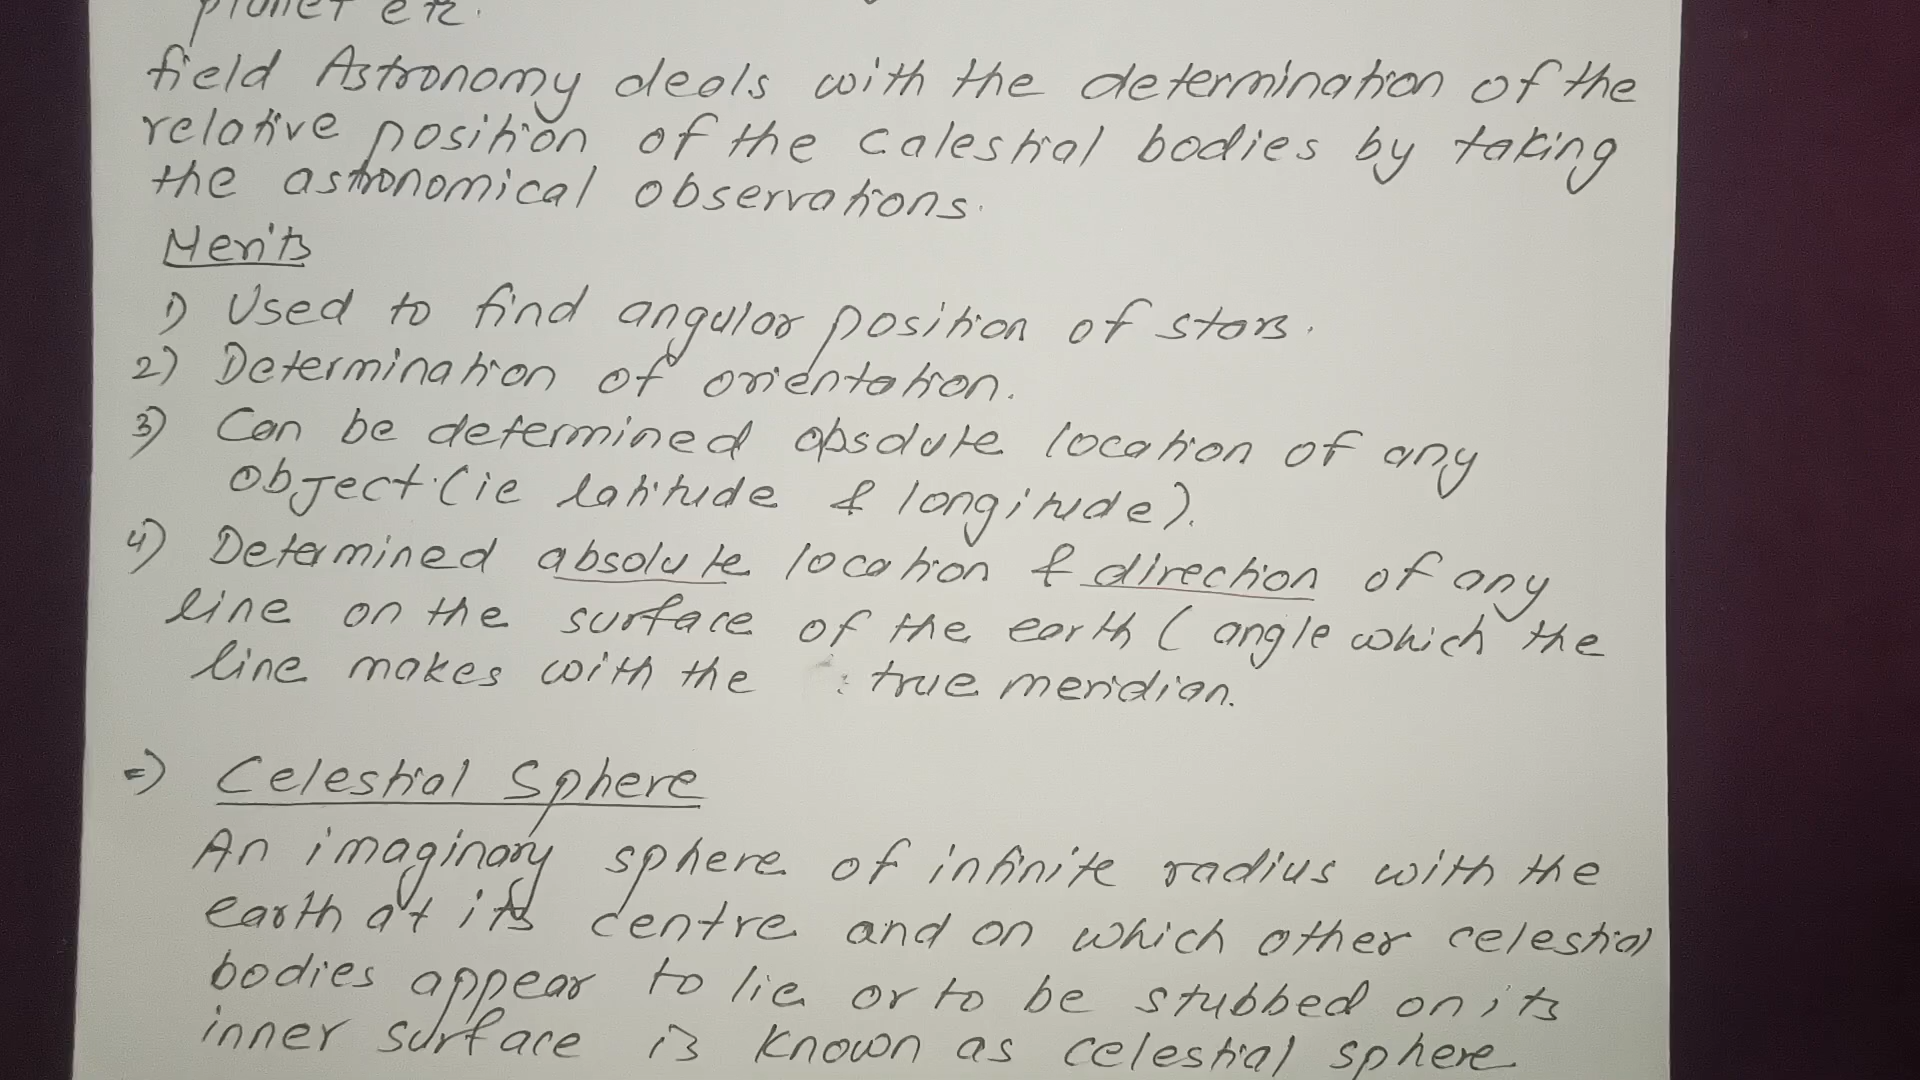 planet etc.
field Astronomy deals with the determination of the
relative position of the calestial bodies by taking
the astronomical observations.
Merits
1) Used to find angular position of stars.
2) Determination of orientation.
3) Can be determined absolute location of any
object (ie latitude & longitude).
4) Determined absolute location & direction of any
line on the surface of the earth ( angle which the
line makes with the true meridian.
=) Celestial Sphere
An imaginary sphere of infinite radius with the
earth at its centre and on which other celestial
bodies appear to lie or to be stubbed on its
inner surface is known as celestial sphere